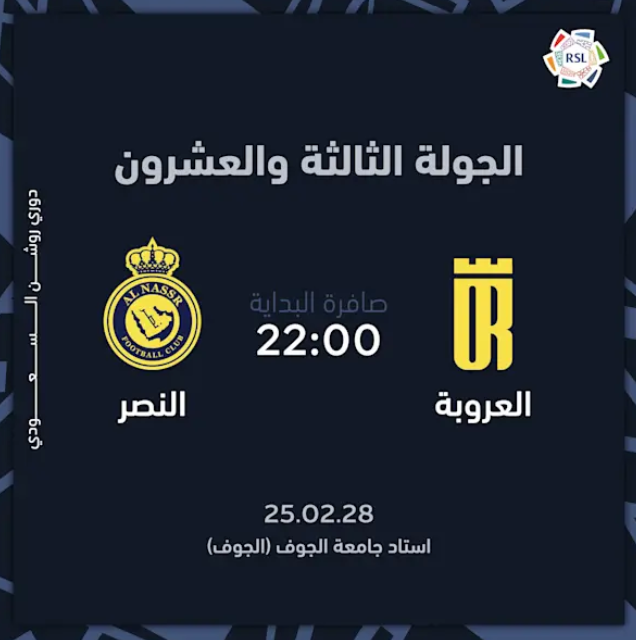 RSL
الجولة الثالثة والعشرون
دوري روشن السعودي
AL NASSR
FOOTBALL CLUB
صافرة البداية
22:00
العروبة
النصر
25.02.28
استاد جامعة الجوف (الجوف)